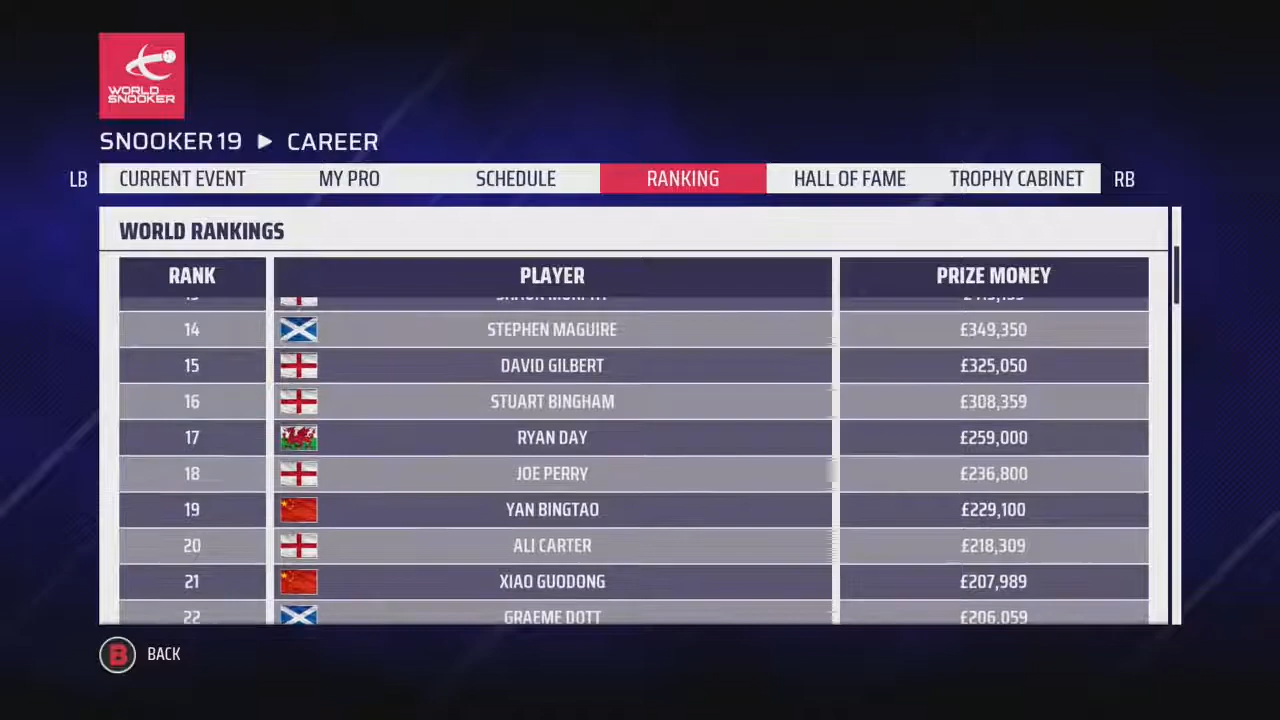 WORLD
SNOOKER
SNOOKER 19 ► CAREER
LB CURRENT EVENT MY PRO SCHEDULE RANKING HALL OF FAME TROPHY CABINET RB
WORLD RANKINGS
RANK PLAYER PRIZE MONEY
14 STEPHEN MAGUIRE £349,350
15 DAVID GILBERT £325,050
16 STUART BINGHAM £308,359
17 RYAN DAY £259,000
18 JOE PERRY £236,800
19 YAN BINGTAO £229,100
20 ALI CARTER £218,309
21 XIAO GUODONG £207,989
22 GRAEME DOTT £206,059
B BACK